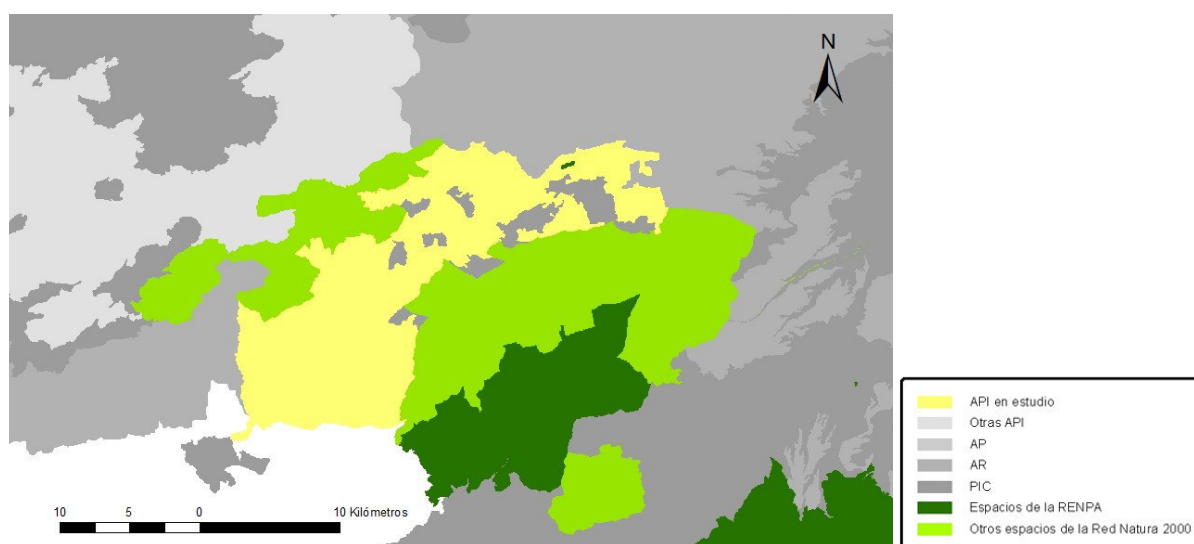 N
10 5 0 10 Kilómetros
API en estudio
Otras API
AP
AR
PIC
Espacios de la RENPA
Otros espacios de la Red Natura 2000